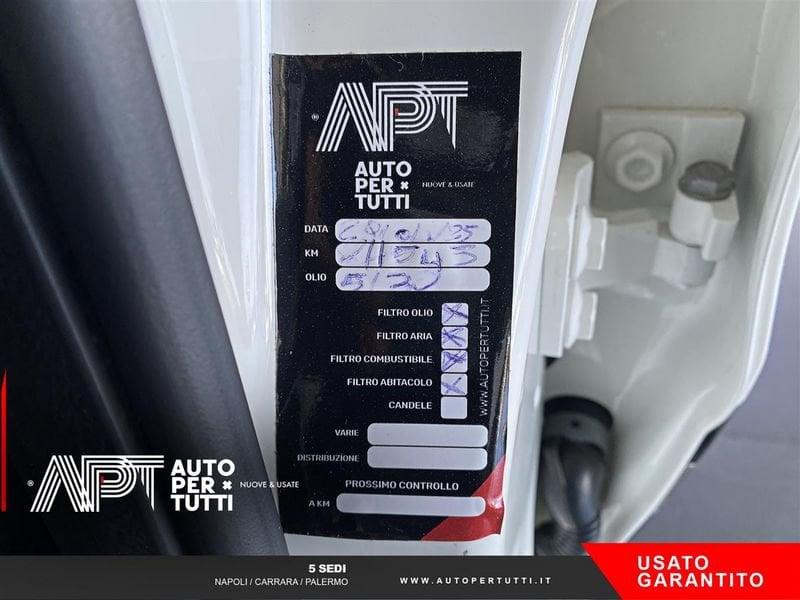 APT
AUTO
PER
TUTTI
NUOVE & USATE
DATA
KM
OLIO
FILTRO OLIO X
FILTRO ARIA X
FILTRO COMBUSTIBILE X
FILTRO ABITACOLO X
CANDELE
WWW.AUTOPERTUTTI.IT
VARIE
DISTRIBUZIONE
PROSSIMO CONTROLLO
A KM
APT AUTO
PER
TUTTI
NUOVE & USATE
5 SEDI
NAPOLI / CARRARA / PALERMO
WWW.AUTOPERTUTTI.IT
USATO
GARANTITO